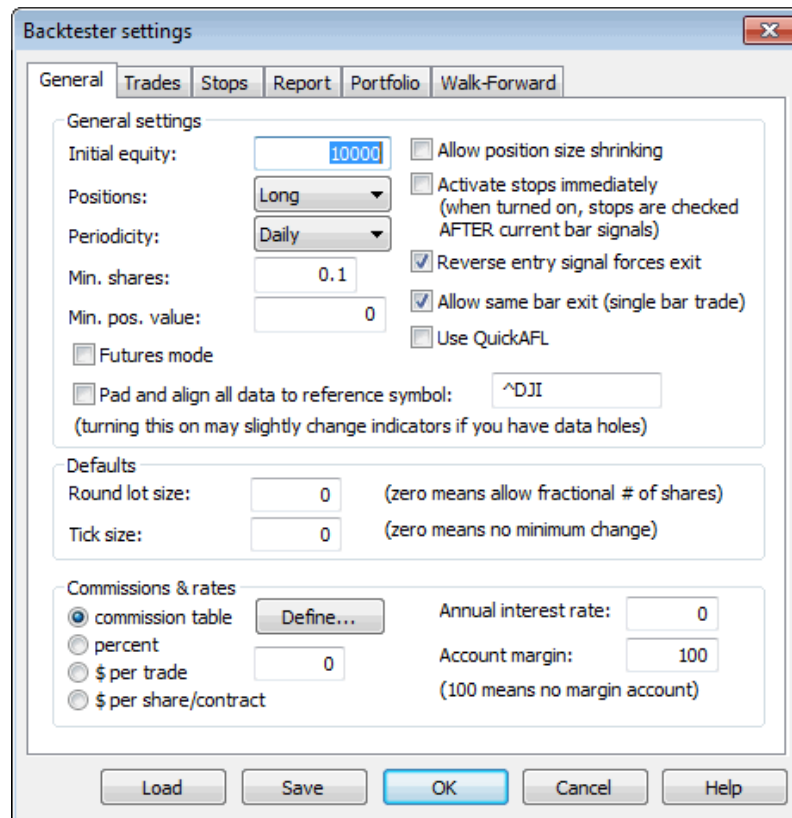 Backtester settings
General Trades Stops Report Portfolio Walk-Forward
General settings
Initial equity: 10000
Allow position size shrinking
Positions: Long
Activate stops immediately
(when turned on, stops are checked
AFTER current bar signals)
Periodicity: Daily
Reverse entry signal forces exit
Min. shares: 0.1
Allow same bar exit (single bar trade)
Min. pos. value: 0
Use QuickAFL
Futures mode
Pad and align all data to reference symbol: ^DJI
(turning this on may slightly change indicators if you have data holes)
Defaults
Round lot size: 0 (zero means allow fractional # of shares)
Tick size: 0 (zero means no minimum change)
Commissions & rates
commission table Define...
percent
$ per trade 0
$ per share/contract
Annual interest rate: 0
Account margin: 100
(100 means no margin account)
Load Save OK Cancel Help